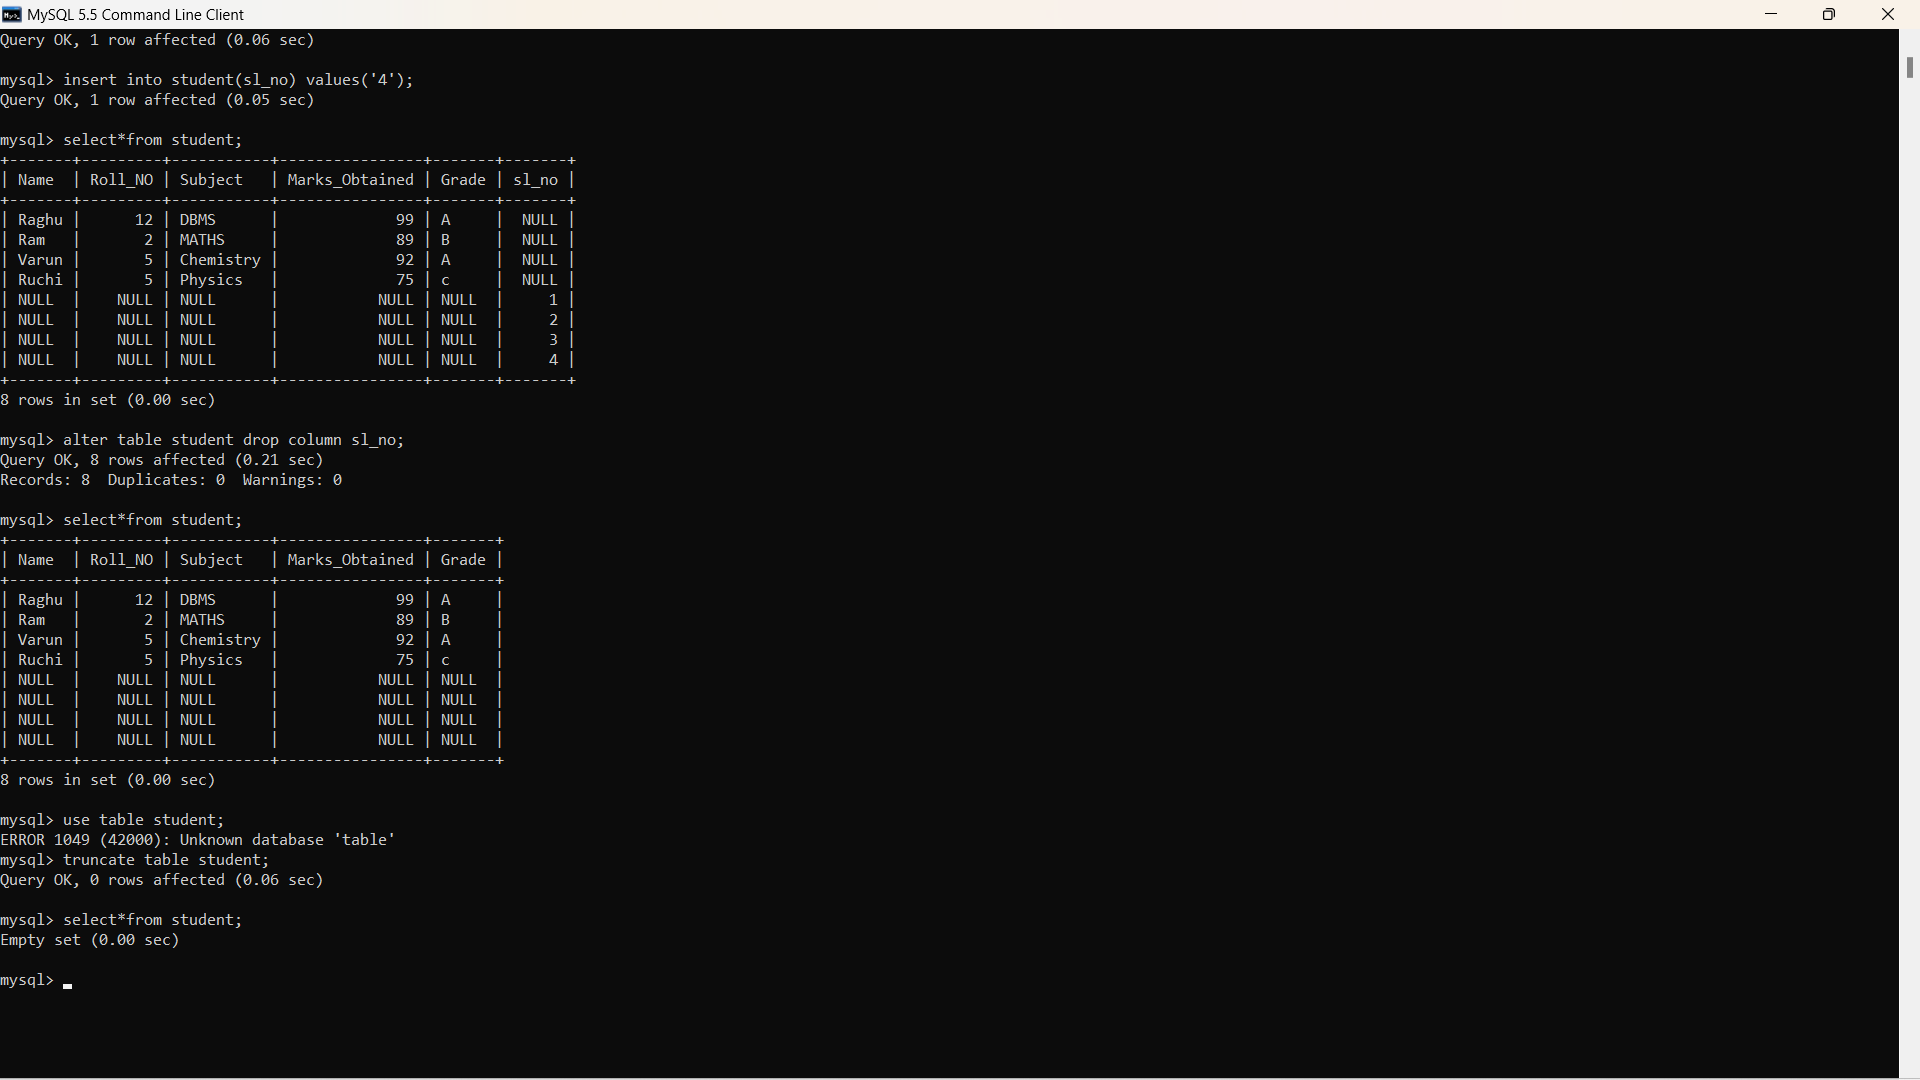 MySQL 5.5 Command Line Client
Query OK, 1 row affected (0.06 sec)

mysql> insert into student(sl_no) values('4');
Query OK, 1 row affected (0.05 sec)

mysql> select*from student;
+-------+---------+-----------+----------------+-------+-------+
| Name  | Roll_NO | Subject   | Marks_Obtained | Grade | sl_no |
+-------+---------+-----------+----------------+-------+-------+
| Raghu |      12 | DBMS      |             99 | A     |  NULL |
| Ram   |       2 | MATHS     |             89 | B     |  NULL |
| Varun |       5 | Chemistry |             92 | A     |  NULL |
| Ruchi |       5 | Physics   |             75 | c     |  NULL |
| NULL  |    NULL | NULL      |           NULL | NULL  |     1 |
| NULL  |    NULL | NULL      |           NULL | NULL  |     2 |
| NULL  |    NULL | NULL      |           NULL | NULL  |     3 |
| NULL  |    NULL | NULL      |           NULL | NULL  |     4 |
+-------+---------+-----------+----------------+-------+-------+
8 rows in set (0.00 sec)

mysql> alter table student drop column sl_no;
Query OK, 8 rows affected (0.21 sec)
Records: 8  Duplicates: 0  Warnings: 0

mysql> select*from student;
+-------+---------+-----------+----------------+-------+
| Name  | Roll_NO | Subject   | Marks_Obtained | Grade |
+-------+---------+-----------+----------------+-------+
| Raghu |      12 | DBMS      |             99 | A     |
| Ram   |       2 | MATHS     |             89 | B     |
| Varun |       5 | Chemistry |             92 | A     |
| Ruchi |       5 | Physics   |             75 | c     |
| NULL  |    NULL | NULL      |           NULL | NULL  |
| NULL  |    NULL | NULL      |           NULL | NULL  |
| NULL  |    NULL | NULL      |           NULL | NULL  |
| NULL  |    NULL | NULL      |           NULL | NULL  |
+-------+---------+-----------+----------------+-------+
8 rows in set (0.00 sec)

mysql> use table student;
ERROR 1049 (42000): Unknown database 'table'
mysql> truncate table student;
Query OK, 0 rows affected (0.06 sec)

mysql> select*from student;
Empty set (0.00 sec)

mysql>